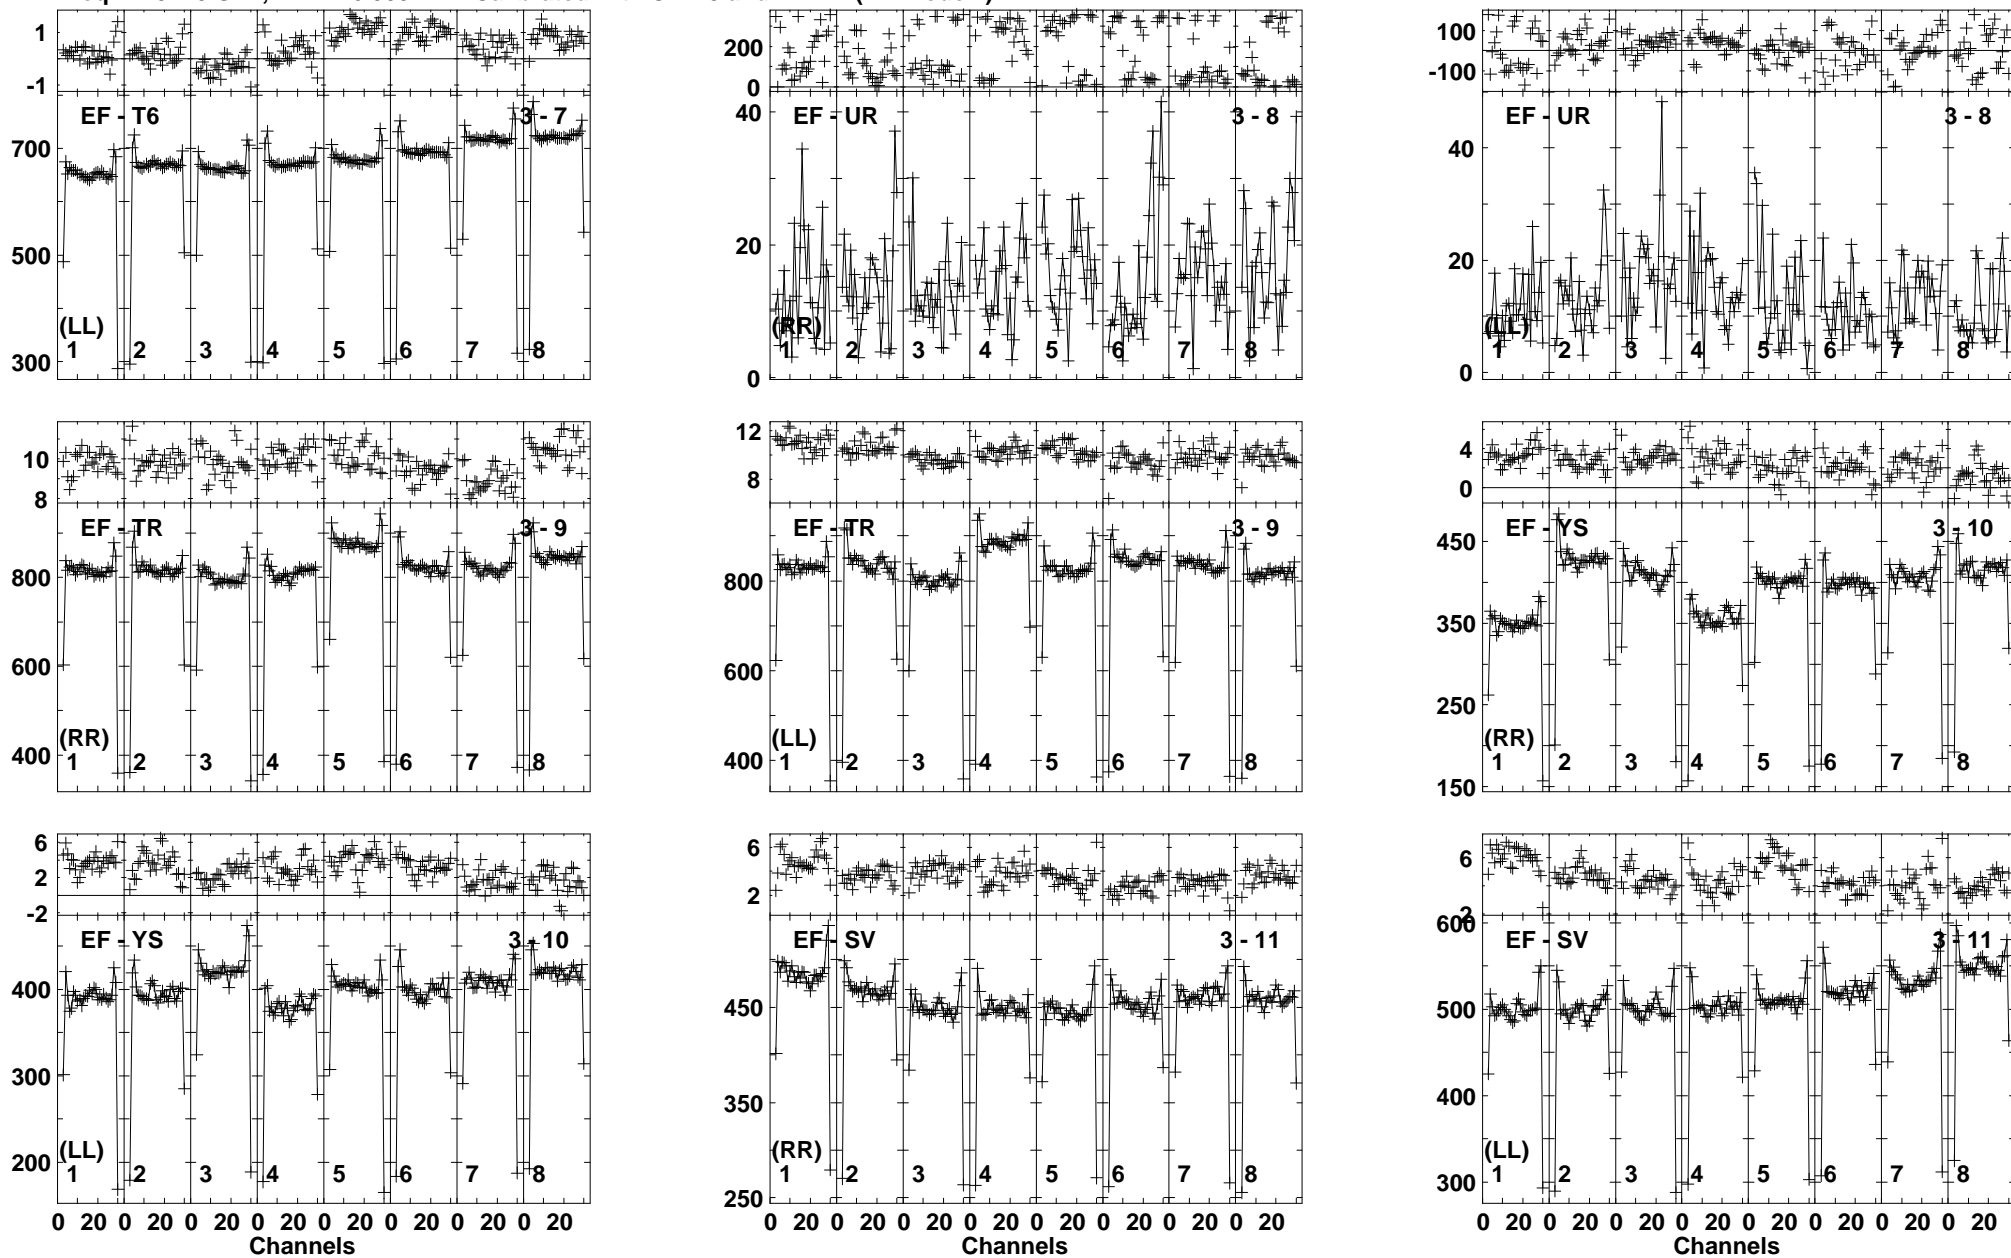 1 -1 200 0 100 -100
EF - T6 3 - 7 EF - UR 3 - 8 EF - UR 3 - 8
700 500 300 40 20 0 40 20 0
(LL) (RR) (LL)
1 2 3 4 5 6 7 8 1 2 3 4 5 6 7 8 1 2 3 4 5 6 7 8
10 8 12 10 8 4 0
EF - TR 3 - 9 EF - TR 3 - 9 EF - YS 3 - 10
800 600 400 800 600 400 450 350 250 150
(RR) (LL) (RR)
1 2 3 4 5 6 7 8 1 2 3 4 5 6 7 8 1 2 3 4 5 6 7 8
6 2 -2 6 2 6 2
EF - YS 3 - 10 EF - SV 3 - 11 EF - SV 3 - 11
400 300 200 450 350 250 600 500 400 300
(LL) (RR) (LL)
1 2 3 4 5 6 7 8 1 2 3 4 5 6 7 8 1 2 3 4 5 6 7 8
0 20 0 20 0 20 0 20 0 20 0 20 0 20 0 20 0 20 0 20 0 20 0 20 0 20 0 20 0 20 0 20 0 20 0 20 0 20 0 20 0 20 0 20 0 20 0 20
Channels Channels